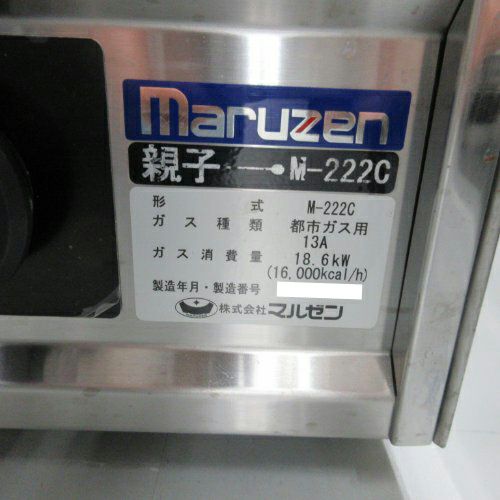 maruzen
親子 M-222C
形 式 M-222C
ガス種類 都市ガス用
13A
ガス消費量 18.6kW
(16,000kcal/h)
製造年月・製造番号
株式会社 マルゼン